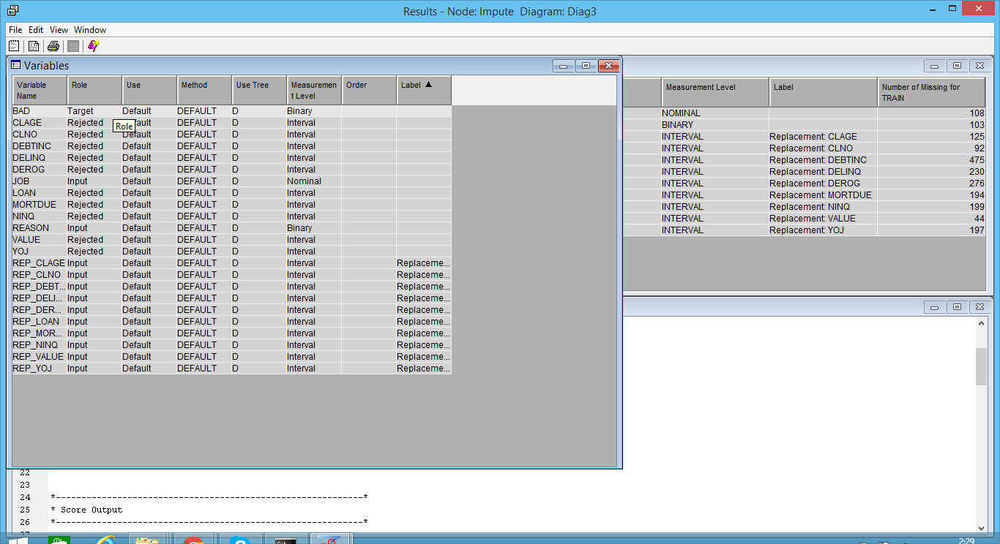 Results - Node: Impute  Diagram: Diag3
File Edit View Window
Variables
Variable Name Role Use Method Use Tree Measuremen t Level Order Label
BAD Target Default DEFAULT D Binary
CLAGE Rejected ault DEFAULT D Interval
Role
CLNO Rejected Default DEFAULT D Interval
DEBTINC Rejected Default DEFAULT D Interval
DELINQ Rejected Default DEFAULT D Interval
DEROG Rejected Default DEFAULT D Interval
JOB Input Default DEFAULT D Nominal
LOAN Rejected Default DEFAULT D Interval
MORTDUE Rejected Default DEFAULT D Interval
NINQ Rejected Default DEFAULT D Interval
REASON Input Default DEFAULT D Binary
VALUE Rejected Default DEFAULT D Interval
YOJ Rejected Default DEFAULT D Interval
REP_CLAGE Input Default DEFAULT D Interval Replaceme...
REP_CLNO Input Default DEFAULT D Interval Replaceme...
REP_DEBT... Input Default DEFAULT D Interval Replaceme...
REP_DELI... Input Default DEFAULT D Interval Replaceme...
REP_DER... Input Default DEFAULT D Interval Replaceme...
REP_LOAN Input Default DEFAULT D Interval Replaceme...
REP_MOR... Input Default DEFAULT D Interval Replaceme...
REP_NINQ Input Default DEFAULT D Interval Replaceme...
REP_VALUE Input Default DEFAULT D Interval Replaceme...
REP_YOJ Input Default DEFAULT D Interval Replaceme...
Measurement Level Label Number of Missing for TRAIN
NOMINAL 108
BINARY 103
INTERVAL Replacement: CLAGE 125
INTERVAL Replacement: CLNO 92
INTERVAL Replacement: DEBTINC 475
INTERVAL Replacement: DELINQ 230
INTERVAL Replacement: DEROG 276
INTERVAL Replacement: MORTDUE 194
INTERVAL Replacement: NINQ 199
INTERVAL Replacement: VALUE 44
INTERVAL Replacement: YOJ 197
22
23
24 *------------------------------------------------------------*
25 * Score Output
26 *------------------------------------------------------------*
27
2:29